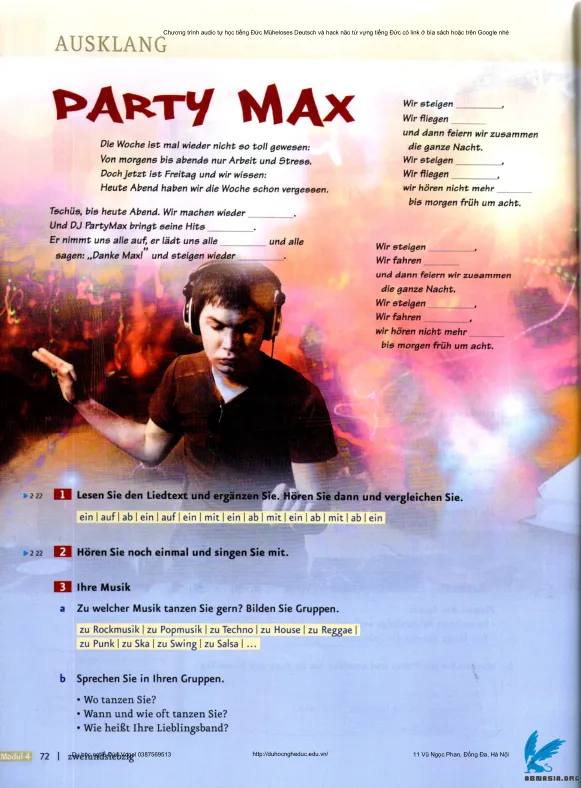 Chương trình audio tự học tiếng Đức Müheloses Deutsch và hack não từ vựng tiếng Đức có link ở bìa sách hoặc trên Google nhé
AUSKLANG
PARTY MAX
Die Woche ist mal wieder nicht so toll gewesen:
Von morgens bis abends nur Arbeit und Stress.
Doch jetzt ist Freitag und wir wissen:
Heute Abend haben wir die Woche schon vergessen.
Tschüs, bis heute Abend. Wir machen wieder ________.
Und DJ PartyMax bringt seine Hits ________.
Er nimmt uns alle auf, er lädt uns alle ________ und alle
sagen: „Danke Max!" und steigen wieder ________.
Wir steigen ________,
Wir fliegen ________
und dann feiern wir zusammen
die ganze Nacht.
Wir steigen ________,
Wir fliegen ________,
wir hören nicht mehr ________
bis morgen früh um acht.
Wir steigen ________,
Wir fahren ________
und dann feiern wir zusammen
die ganze Nacht.
Wir steigen ________,
Wir fahren ________,
wir hören nicht mehr ________
bis morgen früh um acht.
▶ 2 22 1 Lesen Sie den Liedtext und ergänzen Sie. Hören Sie dann und vergleichen Sie.
ein | auf | ab | ein | auf | ein | mit | ein | ab | mit | ein | ab | mit | ab | ein
▶ 2 22 2 Hören Sie noch einmal und singen Sie mit.
3 Ihre Musik
a Zu welcher Musik tanzen Sie gern? Bilden Sie Gruppen.
zu Rockmusik | zu Popmusik | zu Techno | zu House | zu Reggae |
zu Punk | zu Ska | zu Swing | zu Salsa | ...
b Sprechen Sie in Ihren Gruppen.
• Wo tanzen Sie?
• Wann und wie oft tanzen Sie?
• Wie heißt Ihre Lieblingsband?
Modul 4 72 | zweiundsiebzig
0387569513 http://duhocngheduc.edu.vn/ 11 Vũ Ngọc Phan, Đống Đa, Hà Nội
ABMNASIA.ORG